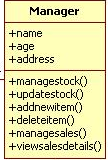 Manager
+name
+age
+address
+managestock()
+updatestock()
+addnewitem()
+deleteitem()
+managesales()
+viewsalesdetails()